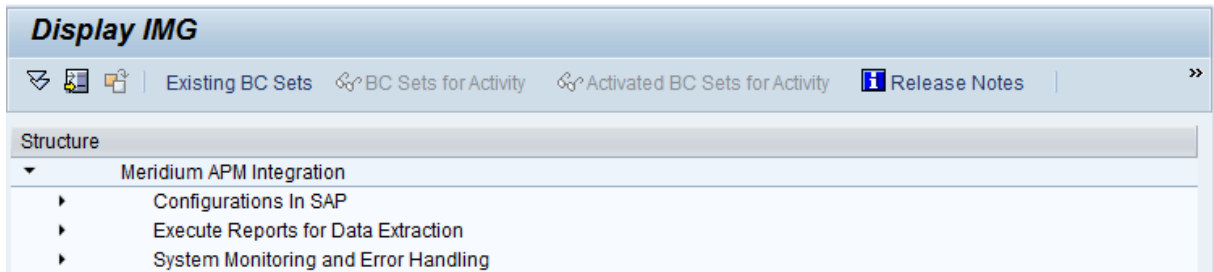 Display IMG
Existing BC Sets BC Sets for Activity Activated BC Sets for Activity Release Notes
Structure
Meridium APM Integration
Configurations In SAP
Execute Reports for Data Extraction
System Monitoring and Error Handling